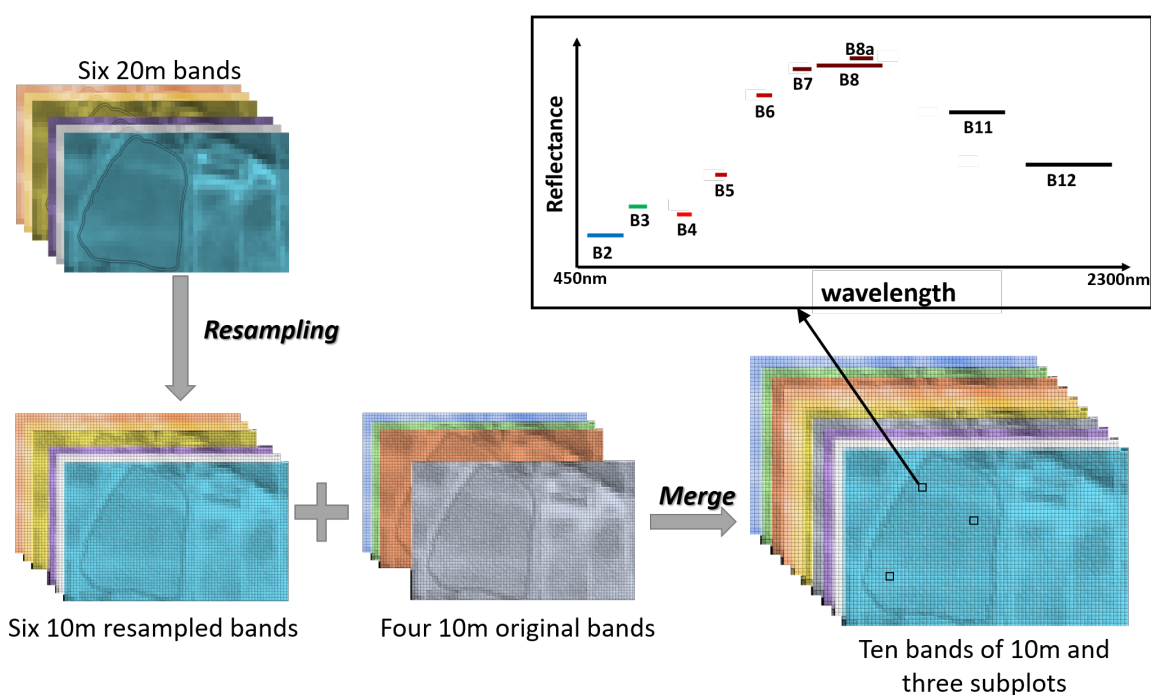 Six 20m bands
Resampling
Reflectance
B2
B3
B4
B5
B6
B7
B8a
B8
B11
B12
450nm
wavelength
2300nm
Merge
Six 10m resampled bands
Four 10m original bands
Ten bands of 10m and
three subplots